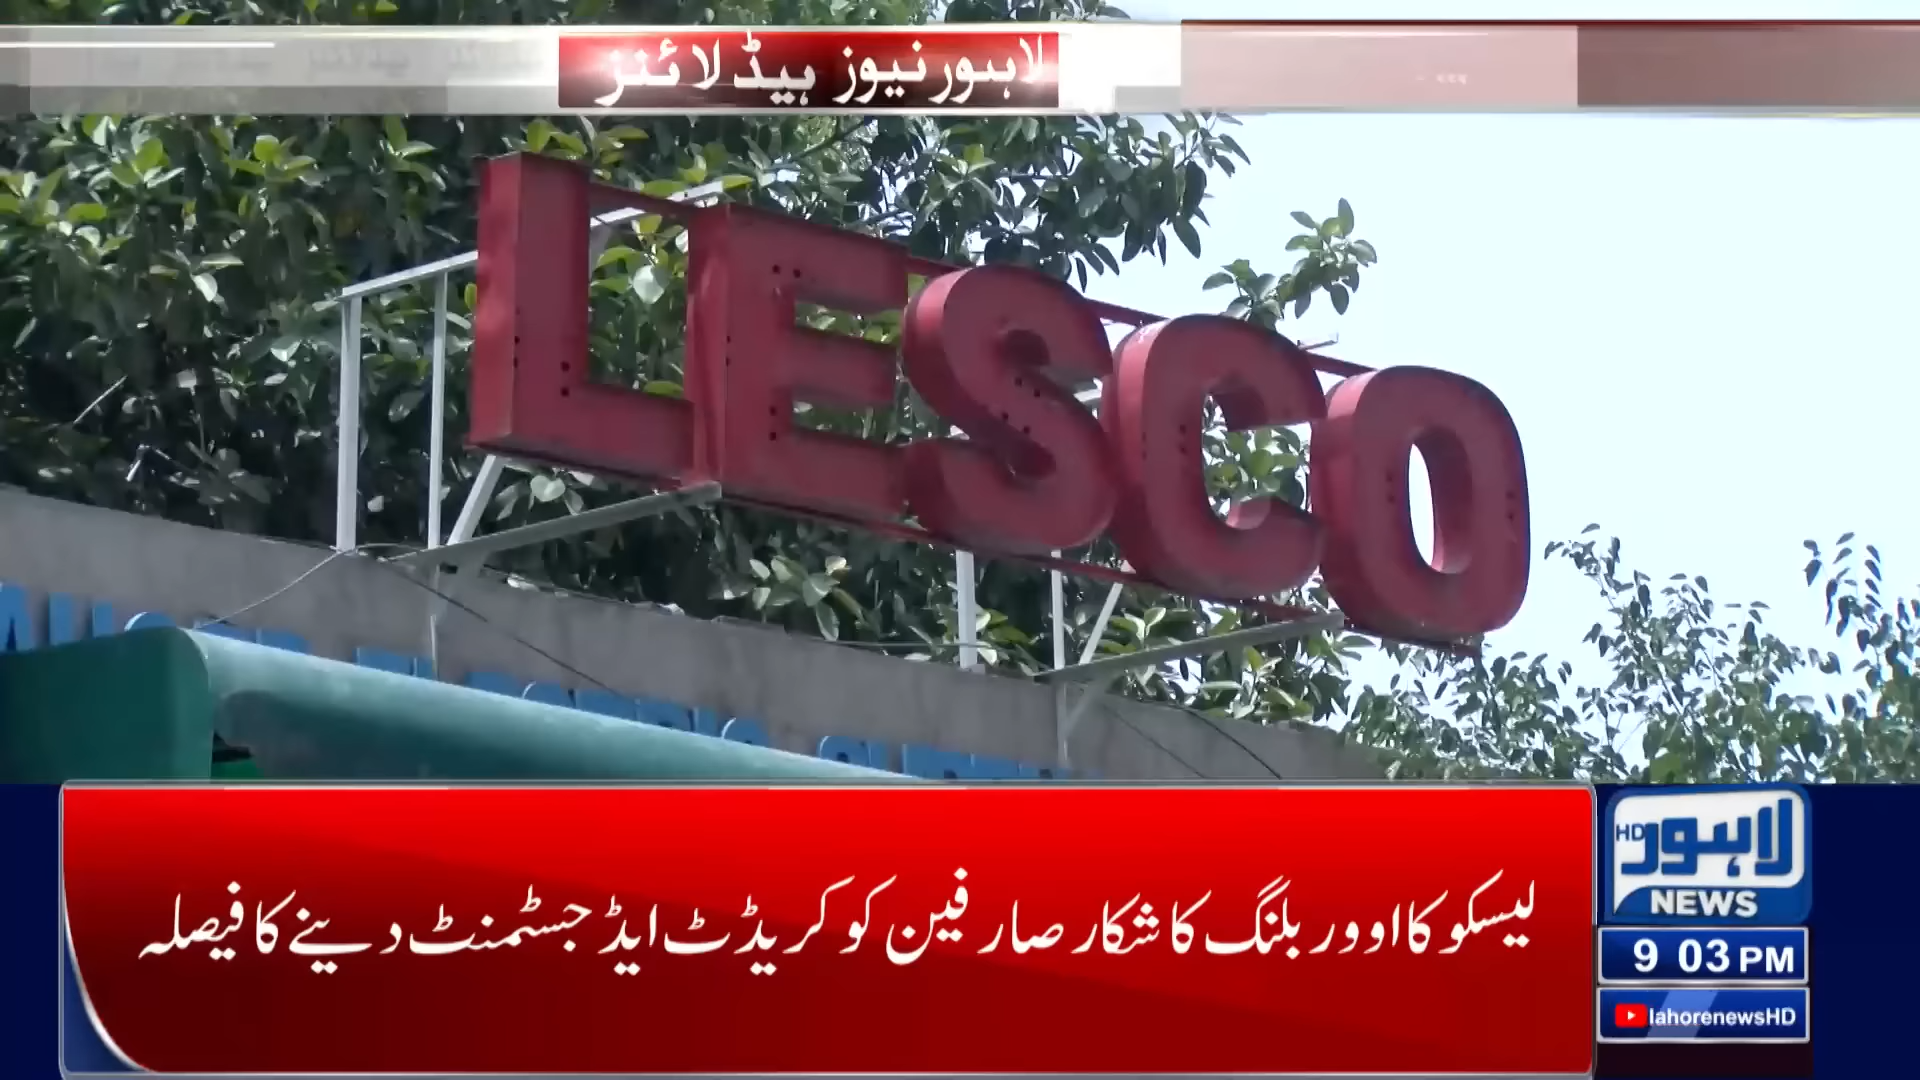 لاہور نیوز ہیڈ لائنز
LESCO
لیسکو کا اوور بلنگ کا شکار صارفین کو کریڈٹ ایڈجسٹمنٹ دینے کا فیصلہ
لاہور HD
NEWS
9 03 PM
lahorenewsHD